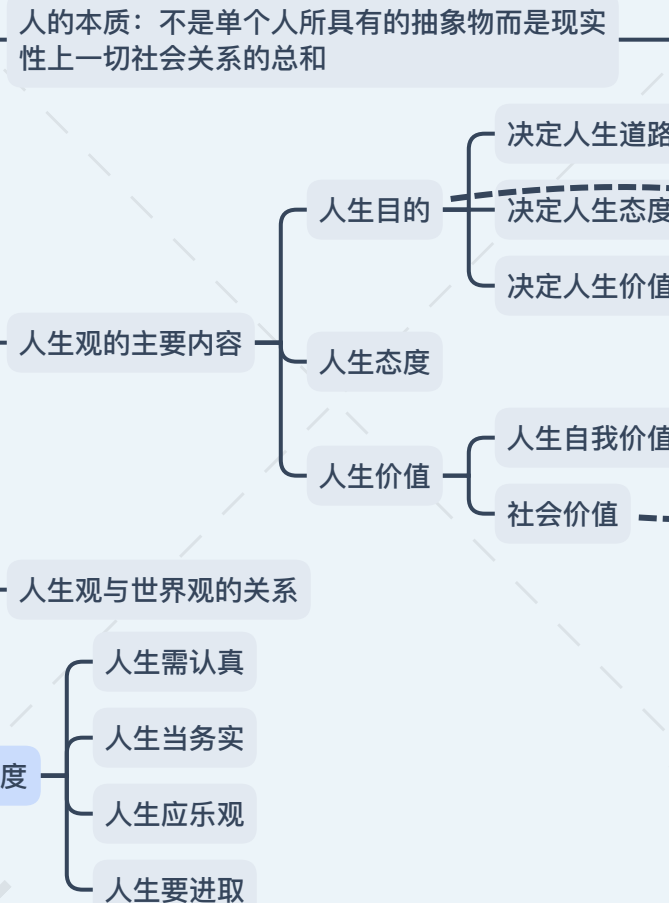 人的本质：不是单个人所具有的抽象物而是现实
性上一切社会关系的总和
决定人生道路
人生目的
决定人生态度
决定人生价值
人生观的主要内容
人生态度
人生自我价值
人生价值
社会价值
人生观与世界观的关系
人生需认真
人生当务实
度
人生应乐观
人生要进取